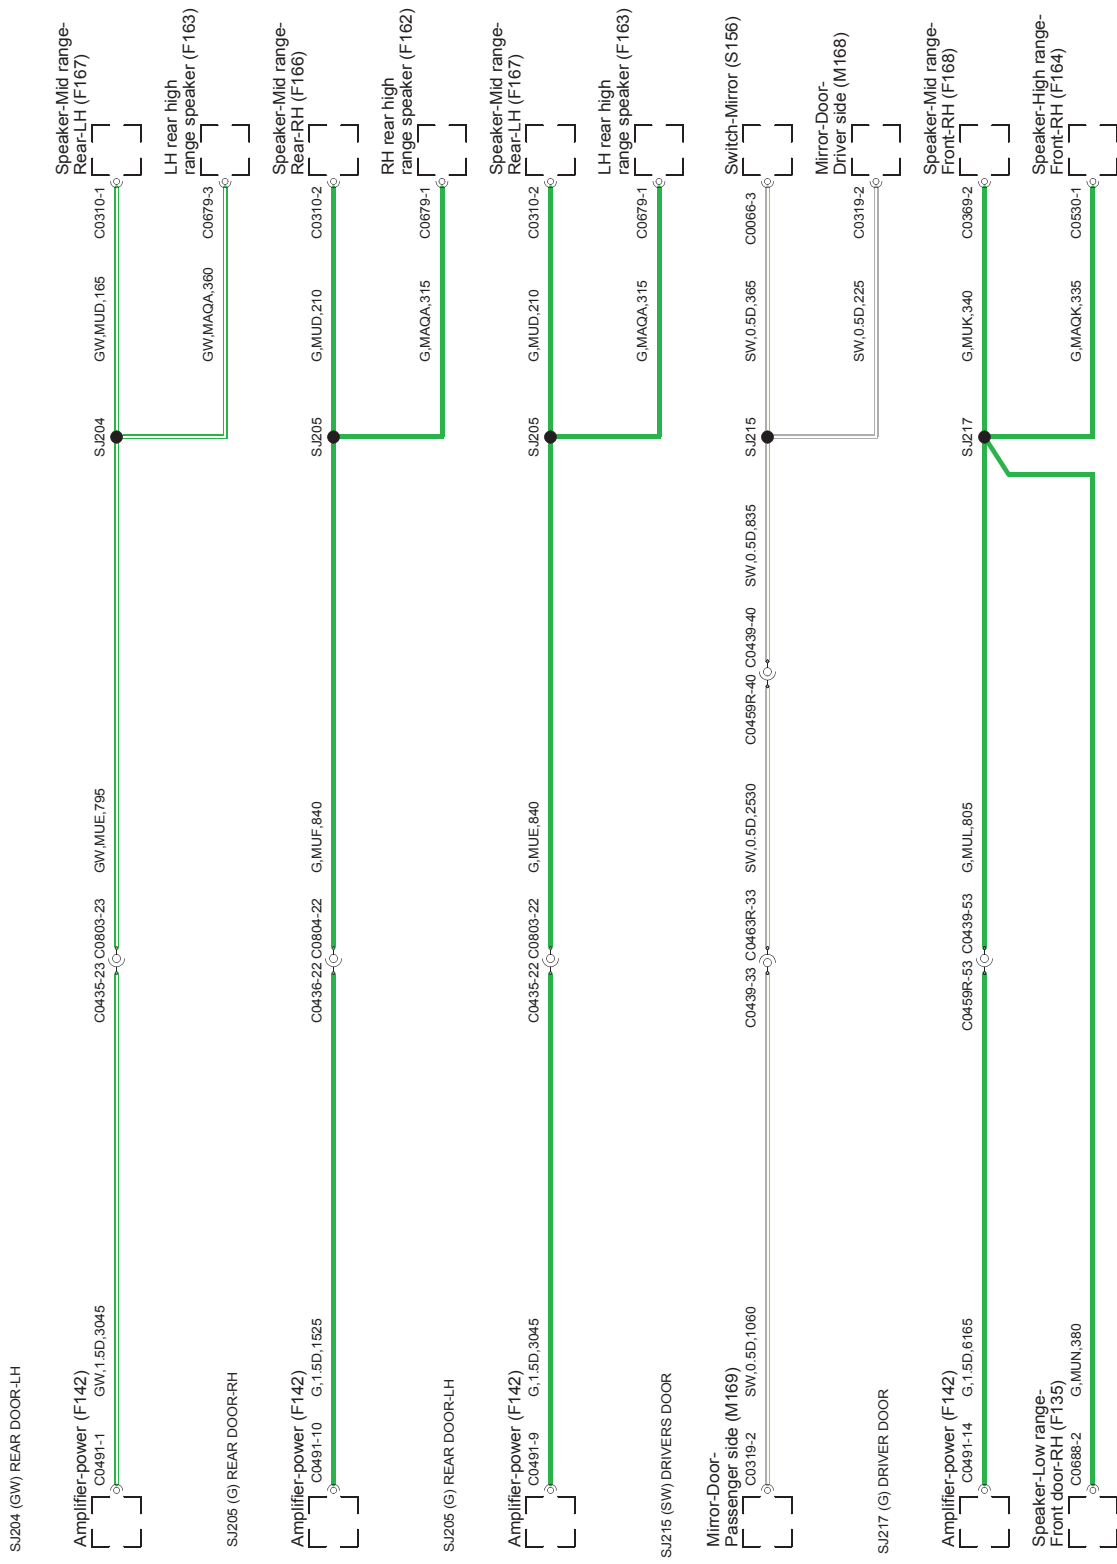 SJ204 (GW) REAR DOOR-LH
Amplifier-power (F142)
C0491-1
GW,1.5D,3045
C0435-23
C0803-23
GW,MUE,795
SJ204
GW,MUD,165
C0310-1
Speaker-Mid range-
Rear-LH (F167)
GW,MAQA,360
C0679-3
LH rear high
range speaker (F163)
SJ205 (G) REAR DOOR-RH
Amplifier-power (F142)
C0491-10
G,1.5D,1525
C0436-22
C0804-22
G,MUF,840
SJ205
G,MUD,210
C0310-2
Speaker-Mid range-
Rear-RH (F166)
G,MAQA,315
C0679-1
RH rear high
range speaker (F162)
SJ205 (G) REAR DOOR-LH
Amplifier-power (F142)
C0491-9
G,1.5D,3045
C0435-22
C0803-22
G,MUE,840
SJ205
G,MUD,210
C0310-2
Speaker-Mid range-
Rear-LH (F167)
G,MAQA,315
C0679-1
LH rear high
range speaker (F163)
SJ215 (SW) DRIVERS DOOR
Mirror-Door-
Passenger side (M169)
C0319-2
SW,0.5D,1060
C0439-33
C0463R-33
SW,0.5D,2530
C0459R-40
C0439-40
SW,0.5D,835
SJ215
SW,0.5D,365
C0066-3
Switch-Mirror (S156)
SW,0.5D,225
C0319-2
Mirror-Door-
Driver side (M168)
SJ217 (G) DRIVER DOOR
Amplifier-power (F142)
C0491-14
G,1.5D,6165
C0459R-53
C0439-53
G,MUL,805
SJ217
G,MUK,340
C0369-2
Speaker-Mid range-
Front-RH (F168)
Speaker-Low range-
Front door-RH (F135)
C0688-2
G,MUN,380
G,MAQK,335
C0530-1
Speaker-High range-
Front-RH (F164)